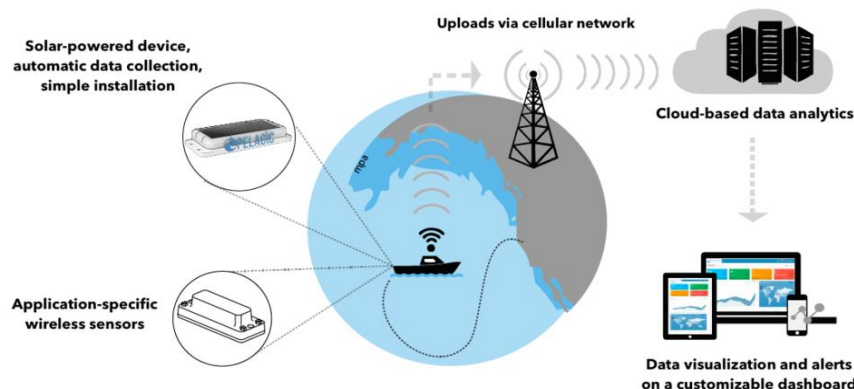 Uploads via cellular network
Solar-powered device,
automatic data collection,
simple installation
PELAGIC
mpa
Cloud-based data analytics
Application-specific
wireless sensors
Data visualization and alerts
on a customizable dashboard